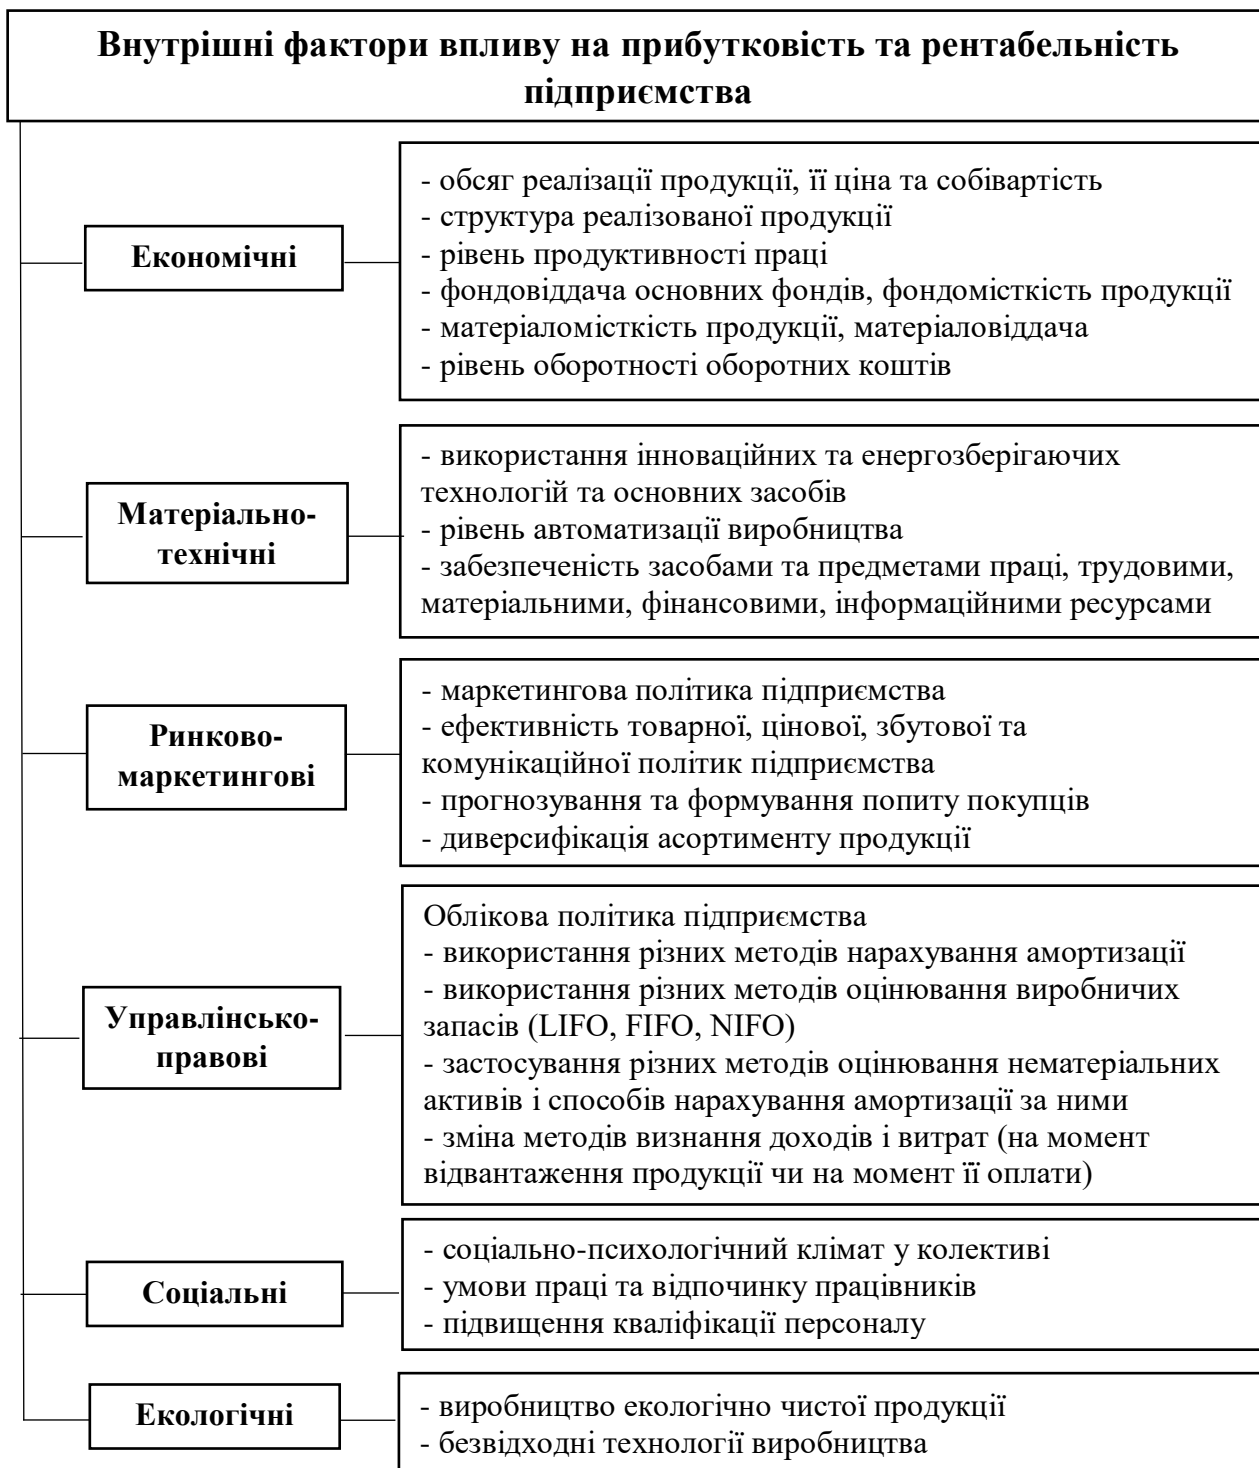 Внутрішні фактори впливу на прибутковість та рентабельність
підприємства
Економічні
- обсяг реалізації продукції, її ціна та собівартість
- структура реалізованої продукції
- рівень продуктивності праці
- фондовіддача основних фондів, фондомісткість продукції
- матеріаломісткість продукції, матеріаловіддача
- рівень оборотності оборотних коштів
Матеріально-
технічні
- використання інноваційних та енергозберігаючих
технологій та основних засобів
- рівень автоматизації виробництва
- забезпеченість засобами та предметами праці, трудовими,
матеріальними, фінансовими, інформаційними ресурсами
Ринково-
маркетингові
- маркетингова політика підприємства
- ефективність товарної, цінової, збутової та
комунікаційної політик підприємства
- прогнозування та формування попиту покупців
- диверсифікація асортименту продукції
Управлінсько-
правові
Облікова політика підприємства
- використання різних методів нарахування амортизації
- використання різних методів оцінювання виробничих
запасів (LIFO, FIFO, NIFO)
- застосування різних методів оцінювання нематеріальних
активів і способів нарахування амортизації за ними
- зміна методів визнання доходів і витрат (на момент
відвантаження продукції чи на момент її оплати)
Соціальні
- соціально-психологічний клімат у колективі
- умови праці та відпочинку працівників
- підвищення кваліфікації персоналу
Екологічні
- виробництво екологічно чистої продукції
- безвідходні технології виробництва